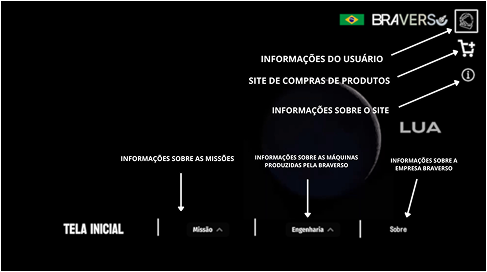 BRAVERSO
INFORMAÇÕES DO USUÁRIO
SITE DE COMPRAS DE PRODUTOS
INFORMAÇÕES SOBRE O SITE
LUA
INFORMAÇÕES SOBRE AS MISSÕES
INFORMAÇÕES SOBRE AS MÁQUINAS
PRODUZIDAS PELA BRAVERSO
INFORMAÇÕES SOBRE A
EMPRESA BRAVERSO
TELA INICIAL
Missão
Engenharia
Sobre